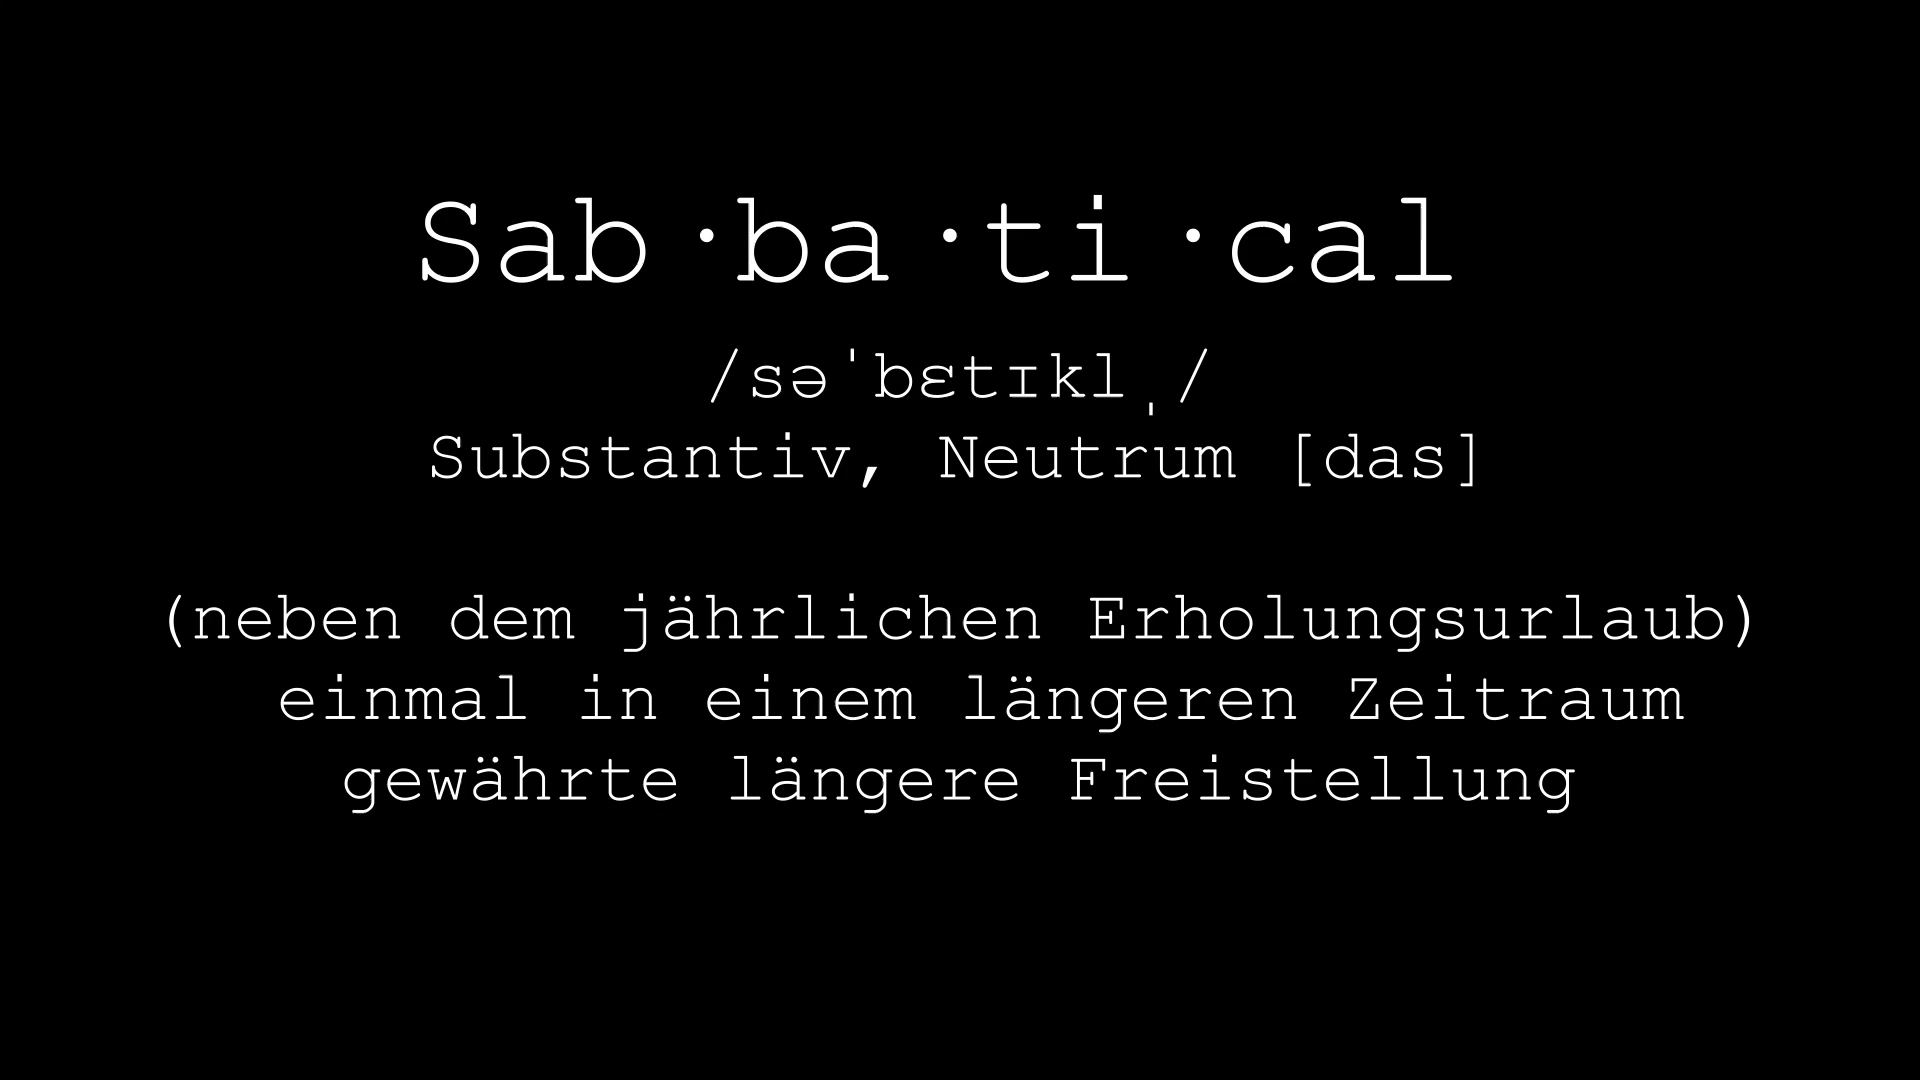 Sab·ba·ti·cal
/səˈbɛtɪklˌ/
Substantiv, Neutrum [das]
(neben dem jährlichen Erholungsurlaub)
einmal in einem längeren Zeitraum
gewährte längere Freistellung